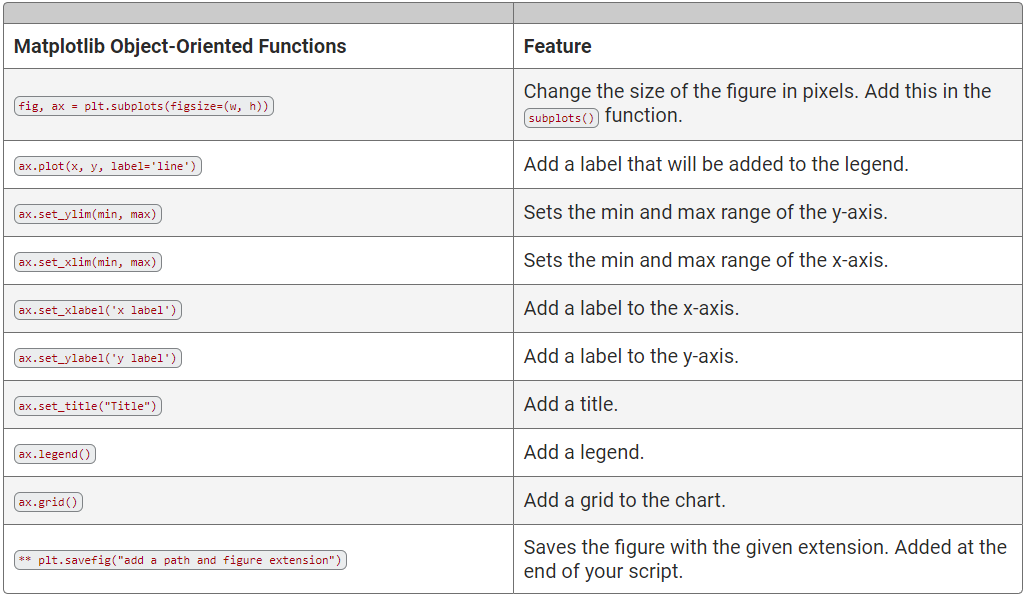 Matplotlib Object-Oriented Functions
Feature
fig, ax = plt.subplots(figsize=(w, h))
Change the size of the figure in pixels. Add this in the
subplots() function.
ax.plot(x, y, label='line')
Add a label that will be added to the legend.
ax.set_ylim(min, max)
Sets the min and max range of the y-axis.
ax.set_xlim(min, max)
Sets the min and max range of the x-axis.
ax.set_xlabel('x label')
Add a label to the x-axis.
ax.set_ylabel('y label')
Add a label to the y-axis.
ax.set_title("Title")
Add a title.
ax.legend()
Add a legend.
ax.grid()
Add a grid to the chart.
** plt.savefig("add a path and figure extension")
Saves the figure with the given extension. Added at the
end of your script.